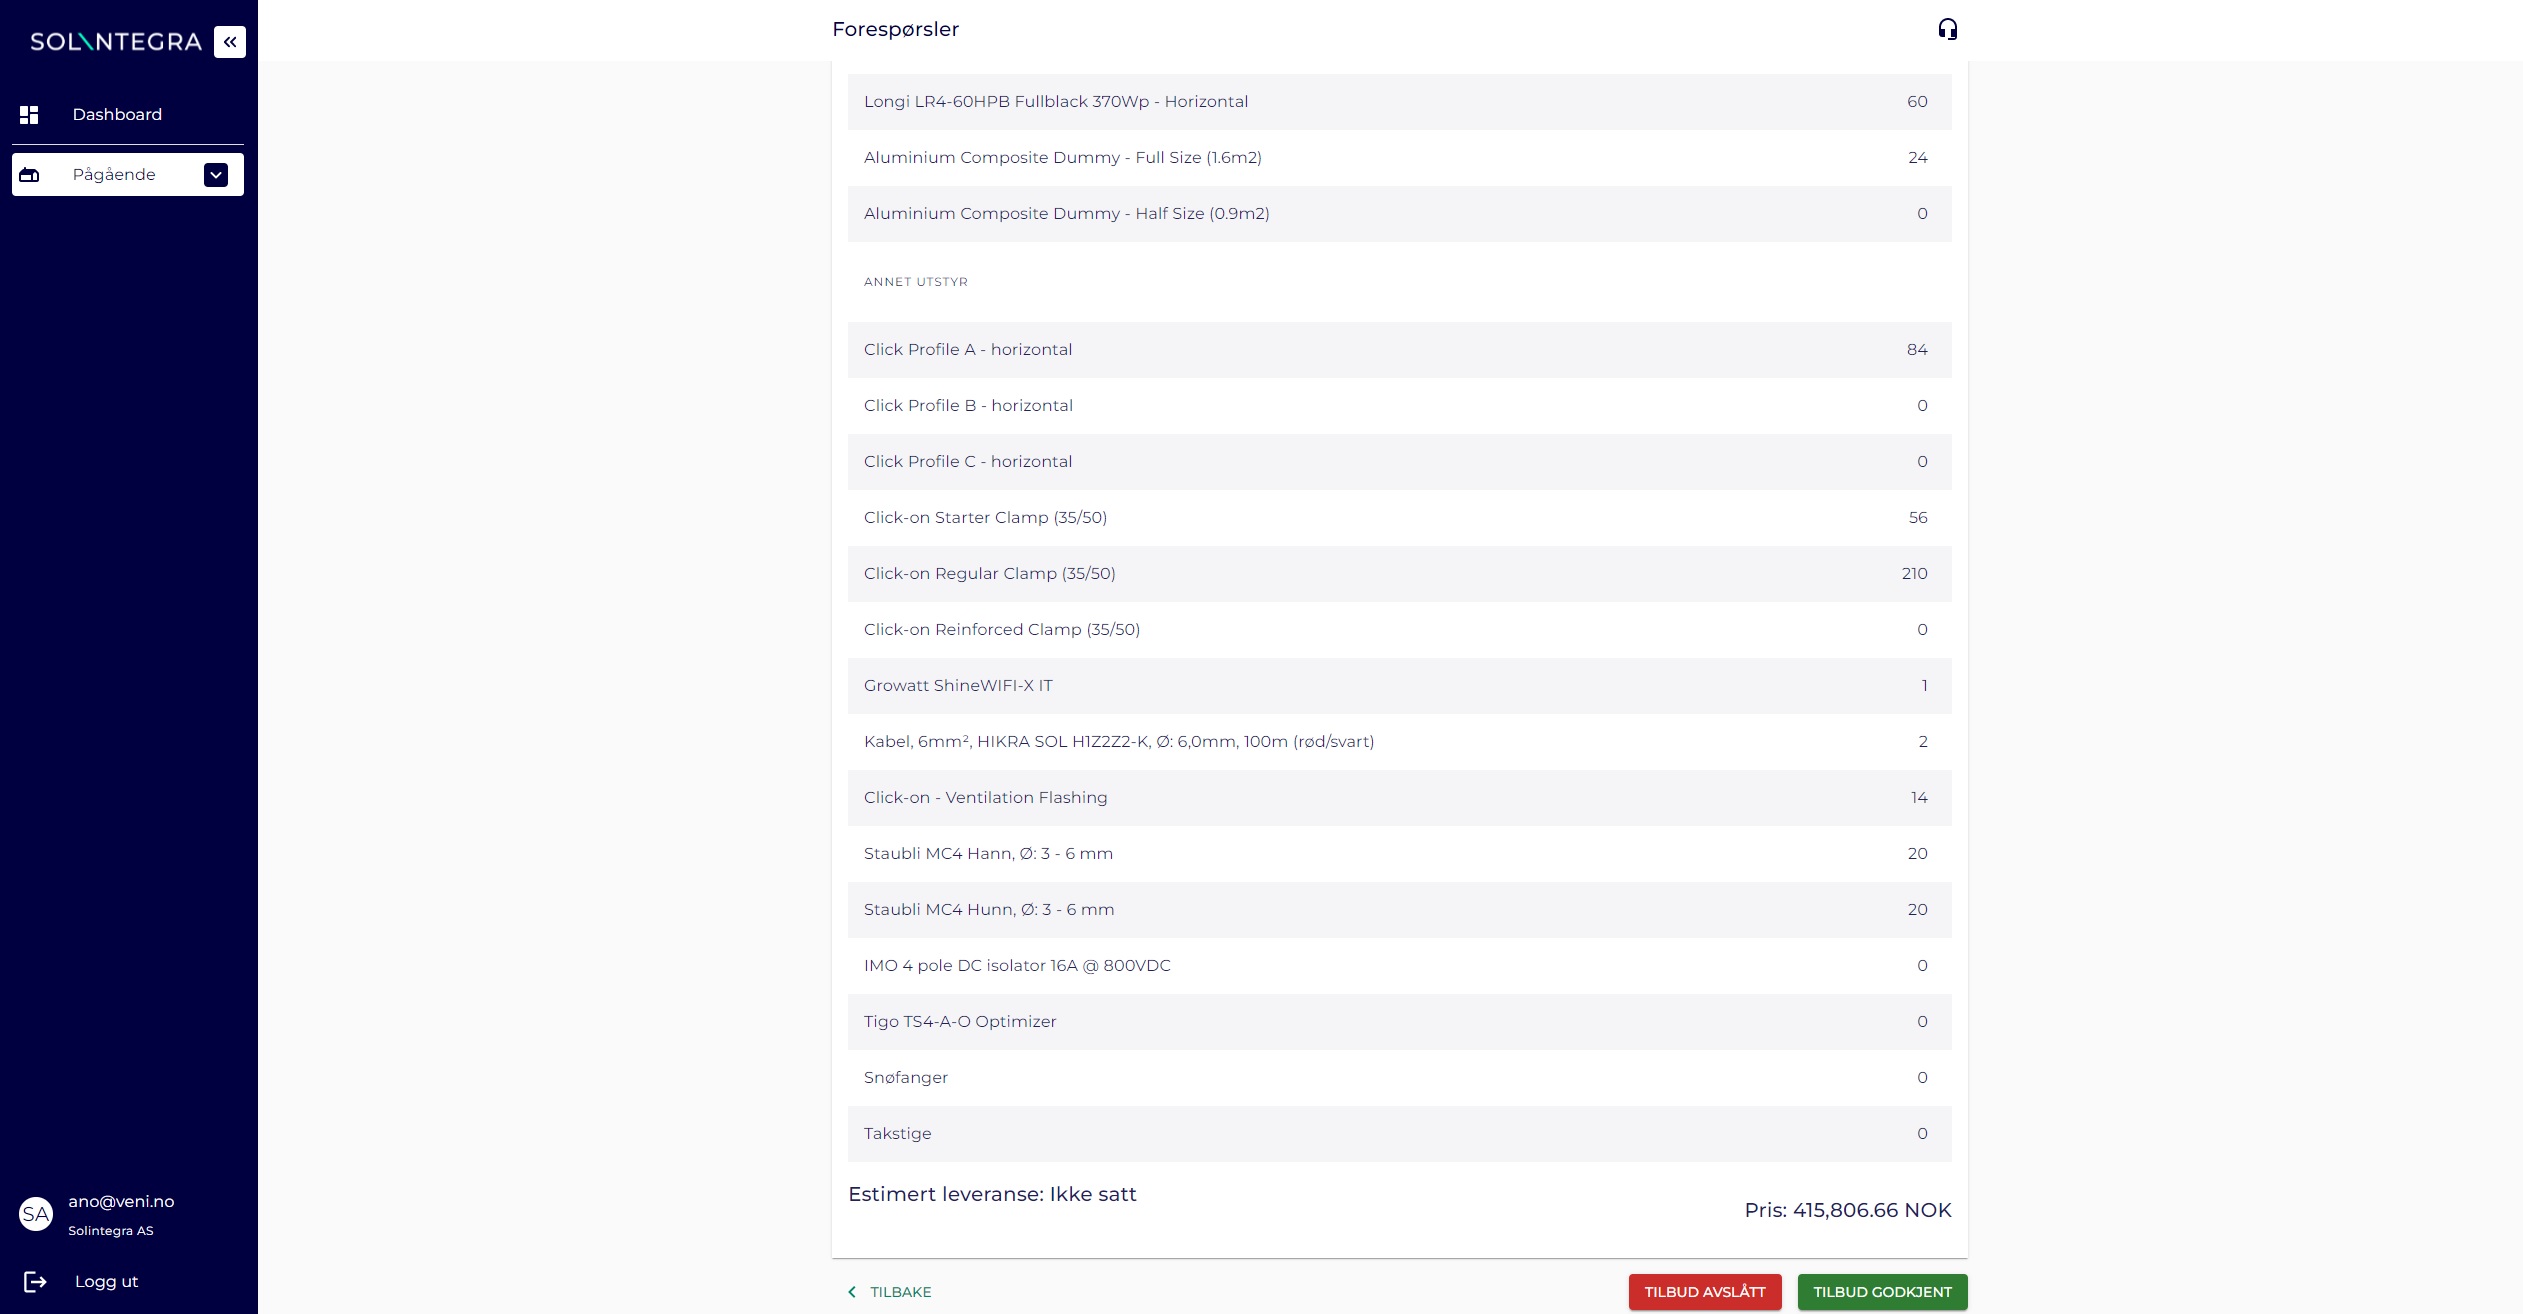 SOLINTEGRA
Dashboard
Pågående
Forespørsler
Longi LR4-60HPB Fullblack 370Wp - Horizontal 60
Aluminium Composite Dummy - Full Size (1.6m2) 24
Aluminium Composite Dummy - Half Size (0.9m2) 0
ANNET UTSTYR
Click Profile A - horizontal 84
Click Profile B - horizontal 0
Click Profile C - horizontal 0
Click-on Starter Clamp (35/50) 56
Click-on Regular Clamp (35/50) 210
Click-on Reinforced Clamp (35/50) 0
Growatt ShineWIFI-X IT 1
Kabel, 6mm², HIKRA SOL H1Z2Z2-K, Ø: 6,0mm, 100m (rød/svart) 2
Click-on - Ventilation Flashing 14
Staubli MC4 Hann, Ø: 3 - 6 mm 20
Staubli MC4 Hunn, Ø: 3 - 6 mm 20
IMO 4 pole DC isolator 16A @ 800VDC 0
Tigo TS4-A-O Optimizer 0
Snøfanger 0
Takstige 0
Estimert leveranse: Ikke satt
Pris: 415,806.66 NOK
TILBAKE
TILBUD AVSLÅTT
TILBUD GODKJENT
SA
ano@veni.no
Solintegra AS
Logg ut